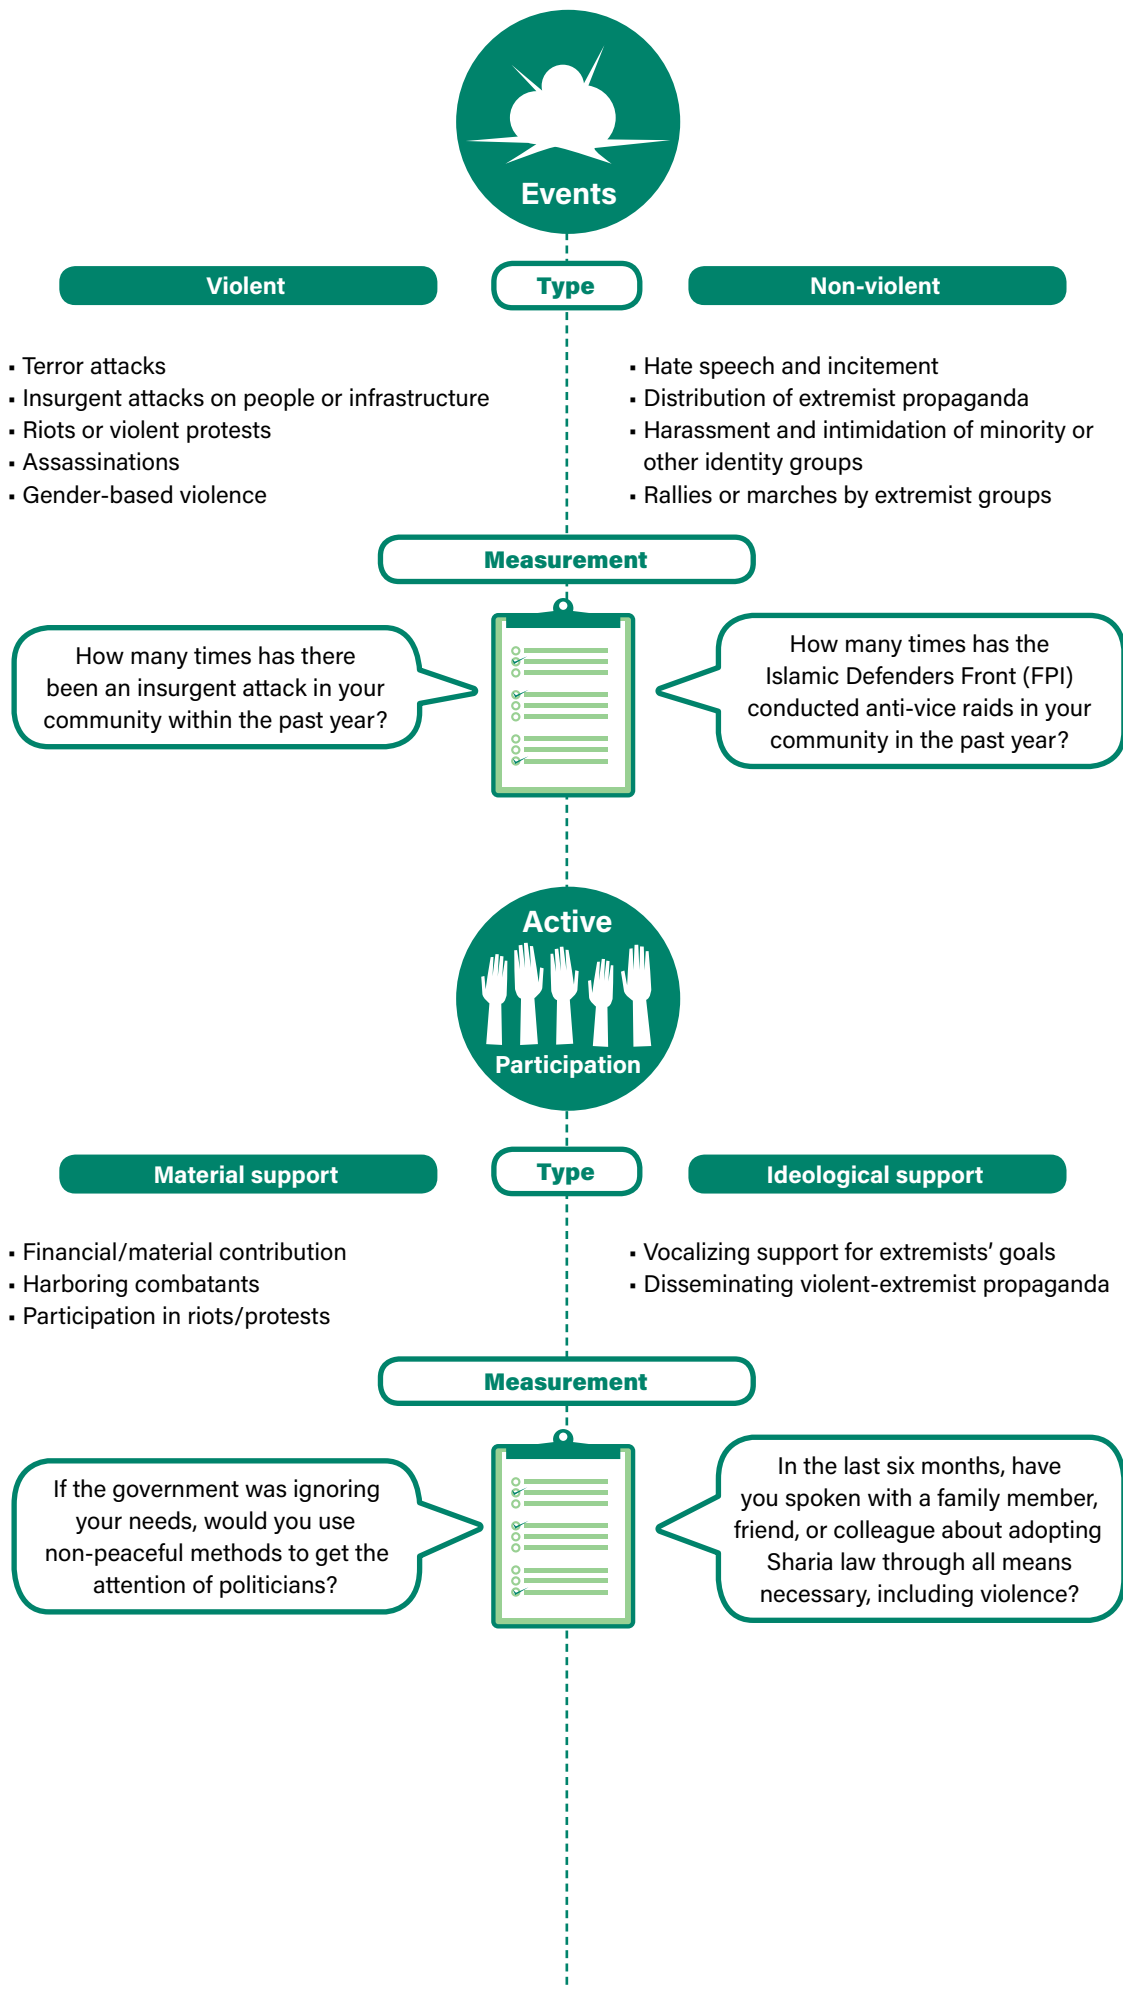 Events
Violent
Type
Non-violent
▪ Terror attacks
▪ Insurgent attacks on people or infrastructure
▪ Riots or violent protests
▪ Assassinations
▪ Gender-based violence
▪ Hate speech and incitement
▪ Distribution of extremist propaganda
▪ Harassment and intimidation of minority or
other identity groups
▪ Rallies or marches by extremist groups
Measurement
How many times has there
been an insurgent attack in your
community within the past year?
How many times has the
Islamic Defenders Front (FPI)
conducted anti-vice raids in your
community in the past year?
Active
Participation
Material support
Type
Ideological support
▪ Financial/material contribution
▪ Harboring combatants
▪ Participation in riots/protests
▪ Vocalizing support for extremists’ goals
▪ Disseminating violent-extremist propaganda
Measurement
If the government was ignoring
your needs, would you use
non-peaceful methods to get the
attention of politicians?
In the last six months, have
you spoken with a family member,
friend, or colleague about adopting
Sharia law through all means
necessary, including violence?